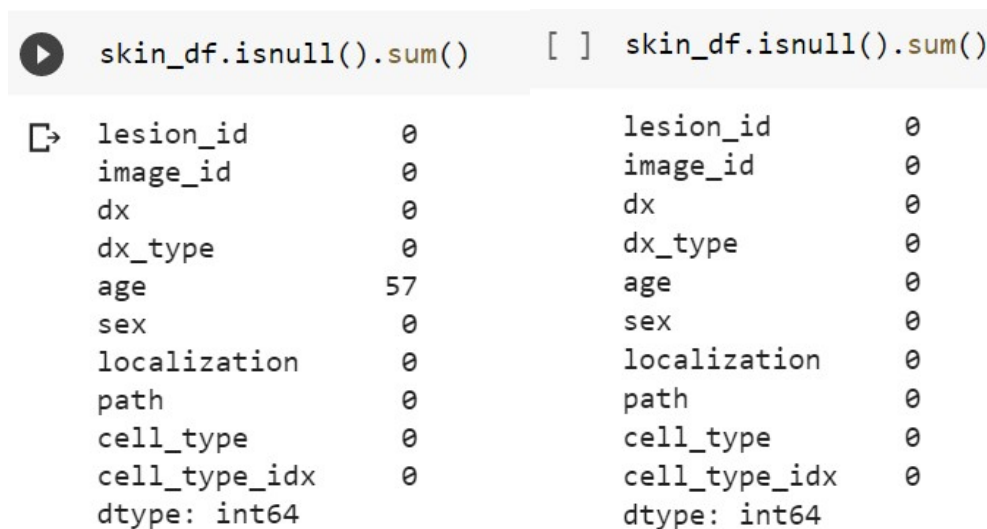 skin_df.isnull().sum()
lesion_id 0
image_id 0
dx 0
dx_type 0
age 57
sex 0
localization 0
path 0
cell_type 0
cell_type_idx 0
dtype: int64
[ ] skin_df.isnull().sum()
lesion_id 0
image_id 0
dx 0
dx_type 0
age 0
sex 0
localization 0
path 0
cell_type 0
cell_type_idx 0
dtype: int64